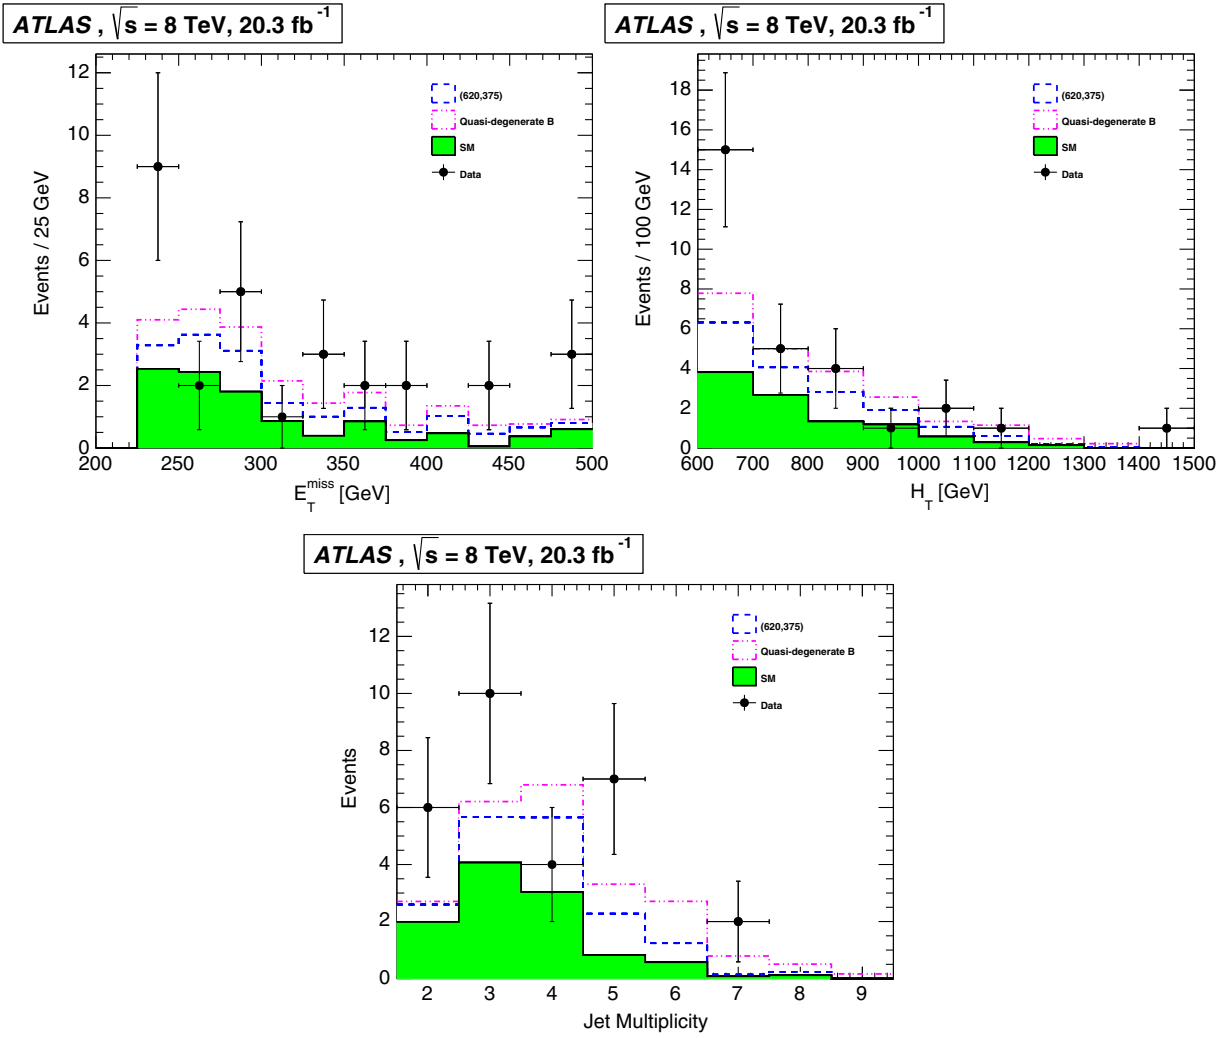 ATLAS , √s = 8 TeV, 20.3 fb⁻¹
Events / 25 GeV
12
10
8
6
4
2
0
(620,375)
Quasi-degenerate B
SM
Data
200 250 300 350 400 450 500
E_T^miss [GeV]
ATLAS , √s = 8 TeV, 20.3 fb⁻¹
Events / 100 GeV
18
16
14
12
10
8
6
4
2
0
(620,375)
Quasi-degenerate B
SM
Data
600 700 800 900 1000 1100 1200 1300 1400 1500
H_T [GeV]
ATLAS , √s = 8 TeV, 20.3 fb⁻¹
Events
12
10
8
6
4
2
0
(620,375)
Quasi-degenerate B
SM
Data
2 3 4 5 6 7 8 9
Jet Multiplicity